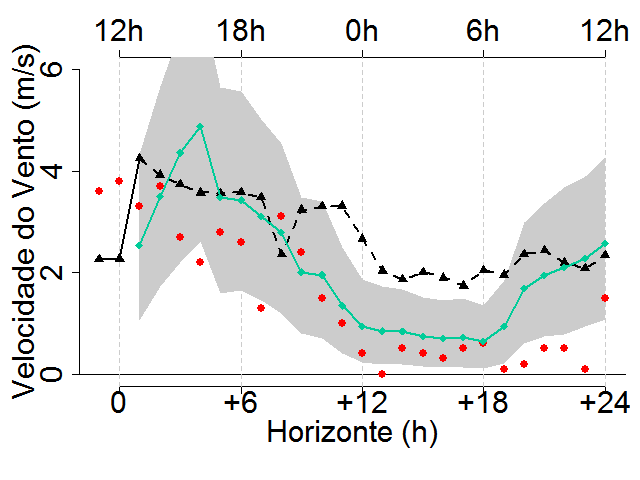 12h 18h 0h 6h 12h
Velocidade do Vento (m/s)
6
4
2
0
0 +6 +12 +18 +24
Horizonte (h)